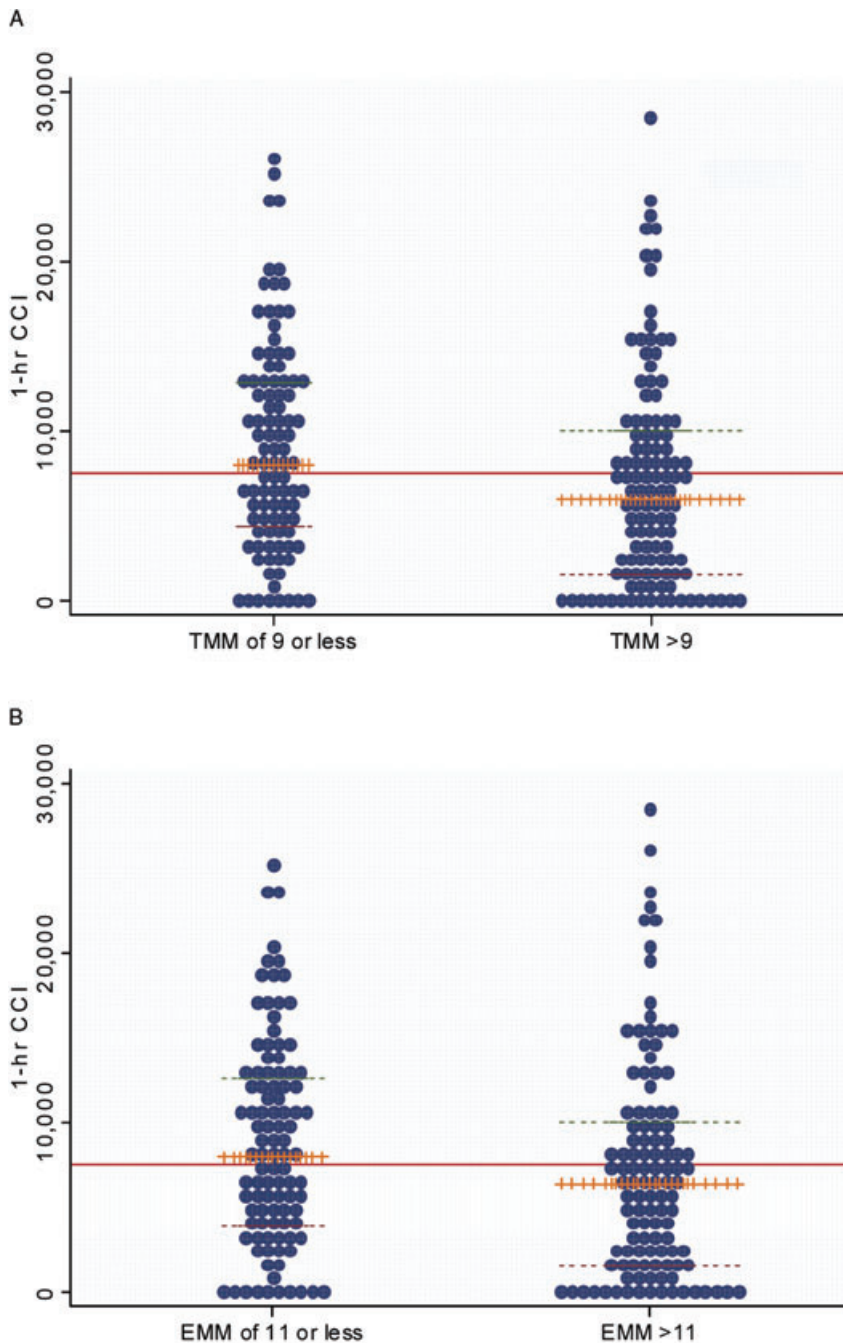 A
30,000
20,000
10,000
0
1-hr CCI
TMM of 9 or less
TMM >9
B
30,000
20,000
10,000
0
1-hr CCI
EMM of 11 or less
EMM >11